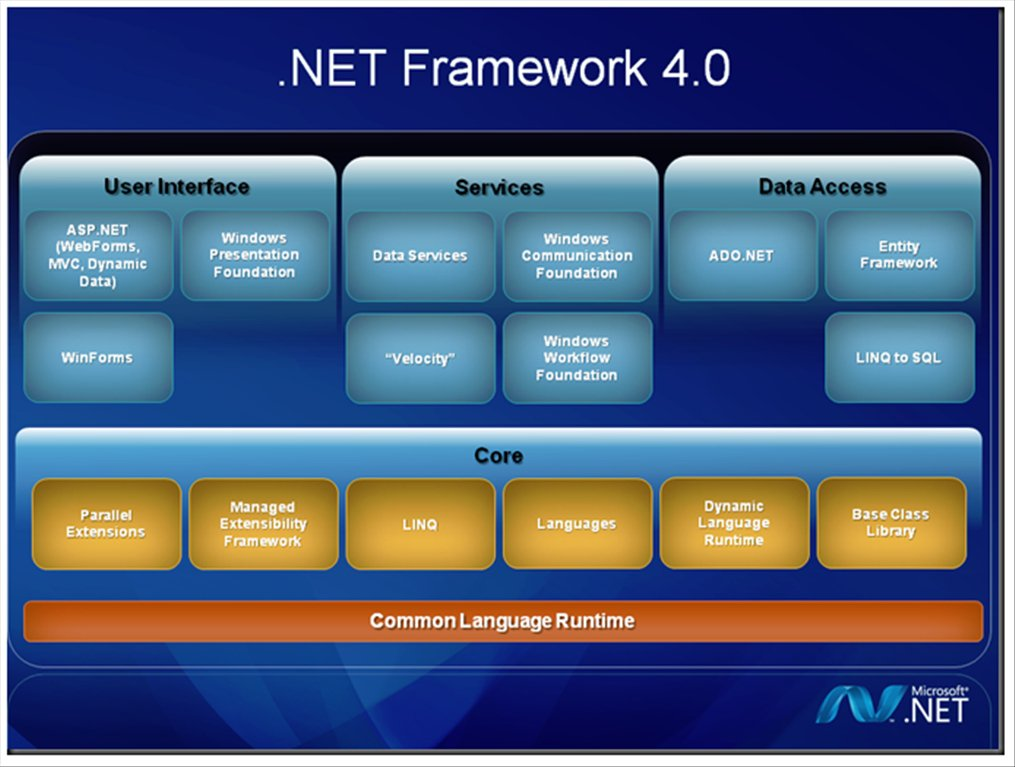 .NET Framework 4.0
User Interface
ASP.NET
(WebForms,
MVC, Dynamic
Data)
Windows
Presentation
Foundation
WinForms
Services
Data Services
Windows
Communication
Foundation
“Velocity”
Windows
Workflow
Foundation
Data Access
ADO.NET
Entity
Framework
LINQ to SQL
Core
Parallel
Extensions
Managed
Extensibility
Framework
LINQ
Languages
Dynamic
Language
Runtime
Base Class
Library
Common Language Runtime
Microsoft®
.NET